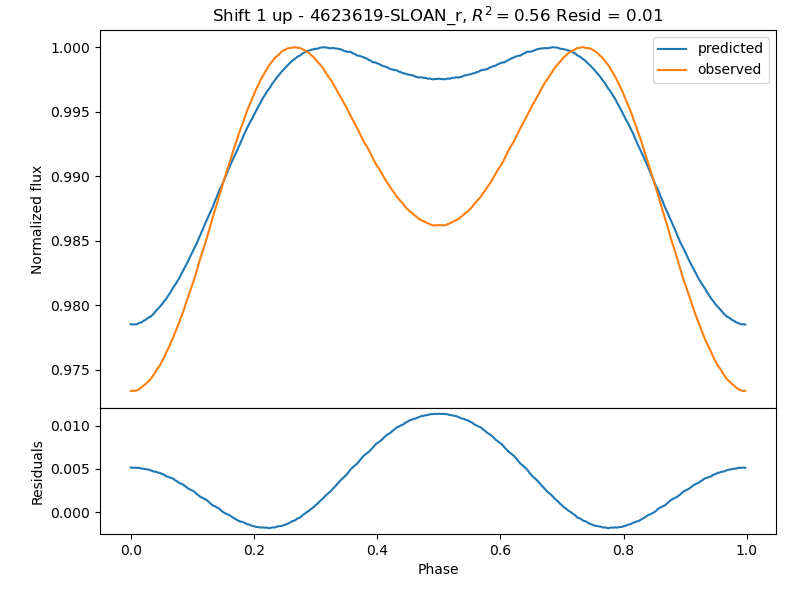 Shift 1 up - 4623619-SLOAN_r, R² = 0.56 Resid = 0.01
predicted
observed
Normalized flux
1.000
0.995
0.990
0.985
0.980
0.975
Residuals
0.010
0.005
0.000
0.0
0.2
0.4
0.6
0.8
1.0
Phase